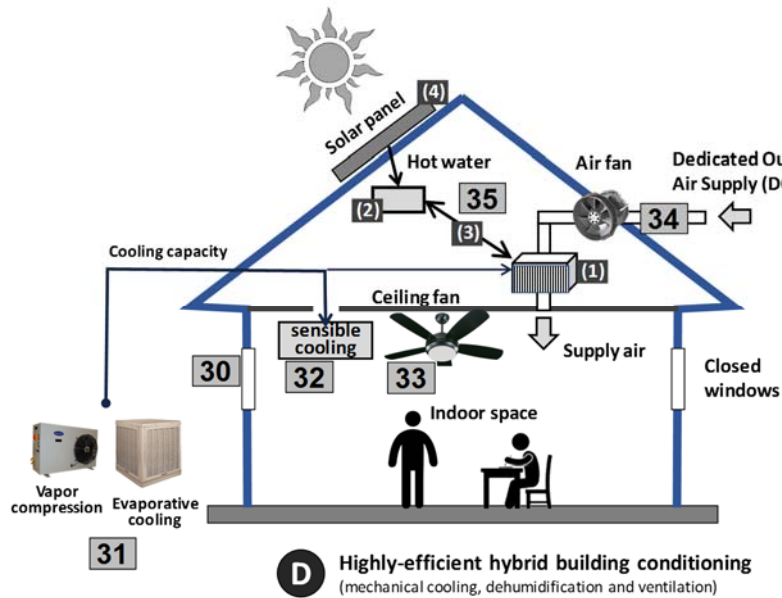 (4)
Solar panel
Hot water
Air fan
Dedicated Ou
Air Supply (D
35
34
(2)
(3)
(1)
Cooling capacity
Ceiling fan
sensible
cooling
Supply air
30
32
33
Closed
windows
Indoor space
Vapor
compression
Evaporative
cooling
31
D
Highly-efficient hybrid building conditioning
(mechanical cooling, dehumidification and ventilation)